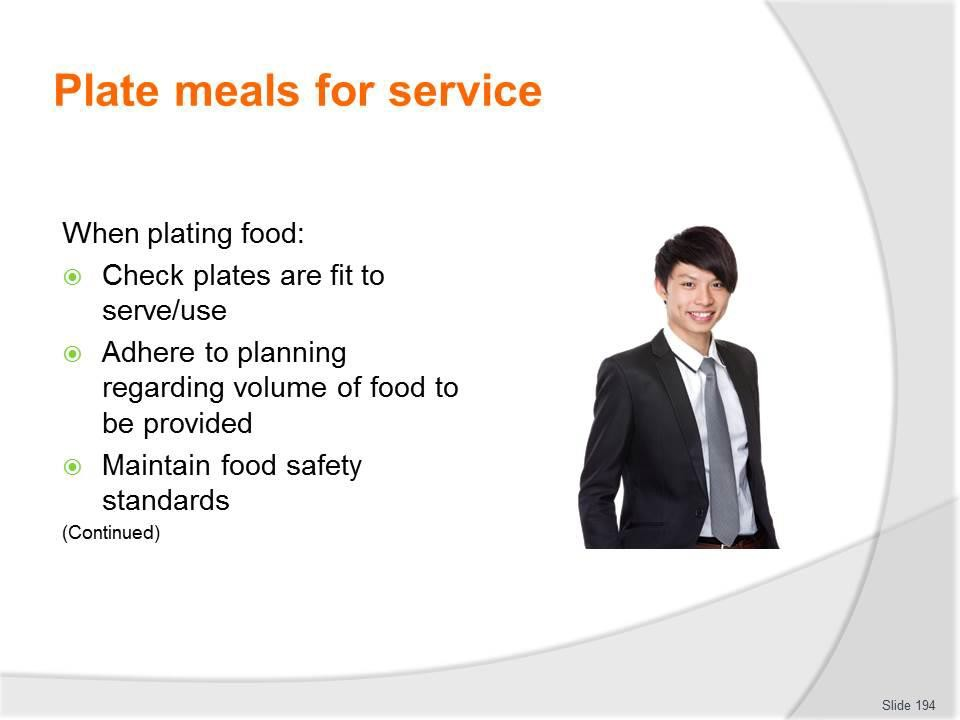 Plate meals for service
When plating food:
Check plates are fit to
serve/use
Adhere to planning
regarding volume of food to
be provided
Maintain food safety
standards
(Continued)
Slide 194